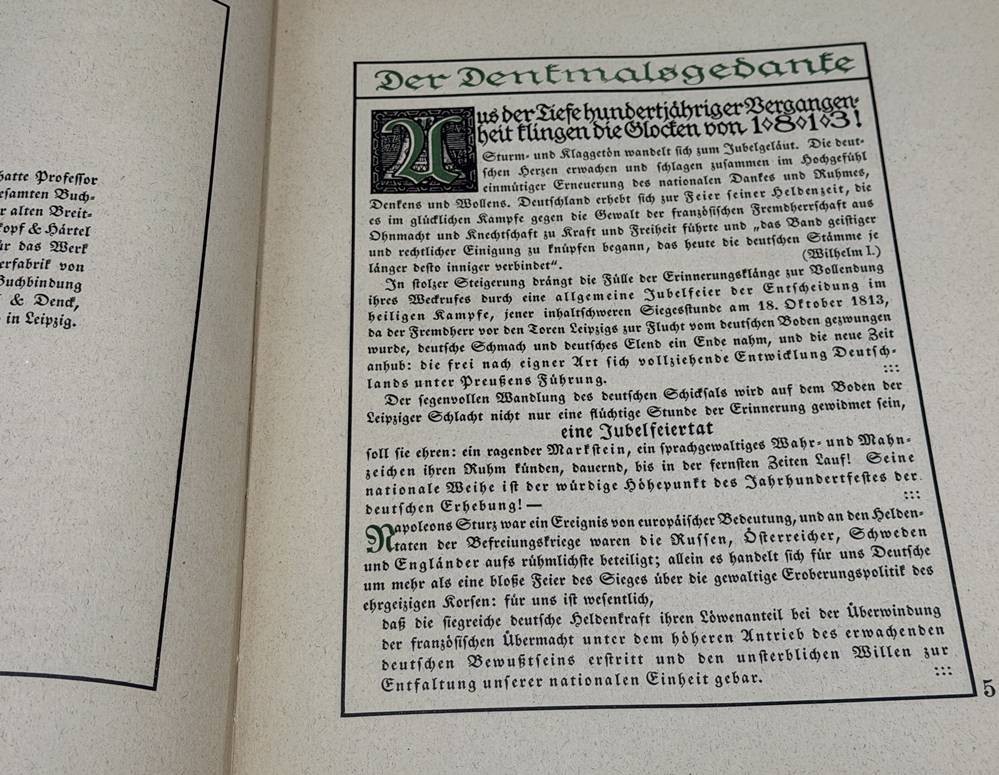 hatte Professor
esamten Buch-
r alten Breit-
kopf & Härtel
ür das Werk
erfabrik von
Buchbindung
& Denck,
in Leipzig.
Der Denkmalsgedanke
Aus der Tiefe hundertjähriger Vergangen-
heit klingen die Glocken von 1◊8◊1◊3!
Sturm- und Klaggetön wandelt sich zum Jubelgeläut. Die deut-
schen Herzen erwachen und schlagen zusammen im Hochgefühl
einmütiger Erneuerung des nationalen Dankes und Ruhmes,
Denkens und Wollens. Deutschland erhebt sich zur Feier seiner Heldenzeit, die
es im glücklichen Kampfe gegen die Gewalt der französischen Fremdherrschaft aus
Ohnmacht und Knechtschaft zu Kraft und Freiheit führte und „das Band geistiger
und rechtlicher Einigung zu knüpfen begann, das heute die deutschen Stämme je
länger desto inniger verbindet“. (Wilhelm I.)
In stolzer Steigerung drängt die Fülle der Erinnerungsklänge zur Vollendung
ihres Weckrufes durch eine allgemeine Jubelfeier der Entscheidung im
heiligen Kampfe, jener inhaltschweren Siegesstunde am 18. Oktober 1813,
da der Fremdherr vor den Toren Leipzigs zur Flucht vom deutschen Boden gezwungen
wurde, deutsche Schmach und deutsches Elend ein Ende nahm, und die neue Zeit
anhub: die frei nach eigner Art sich vollziehende Entwicklung Deutsch-
lands unter Preußens Führung. :::
Der segenvollen Wandlung des deutschen Schicksals wird auf dem Boden der
Leipziger Schlacht nicht nur eine flüchtige Stunde der Erinnerung gewidmet sein,
eine Jubelfeiertat
soll sie ehren: ein ragender Markstein, ein sprachgewaltiges Wahr- und Mahn-
zeichen ihren Ruhm künden, dauernd, bis in der fernsten Zeiten Lauf! Seine
nationale Weihe ist der würdige Höhepunkt des Jahrhundertfestes der
deutschen Erhebung! — :::
Napoleons Sturz war ein Ereignis von europäischer Bedeutung, und an den Helden-
taten der Befreiungskriege waren die Russen, Österreicher, Schweden
und Engländer aufs rühmlichste beteiligt; allein es handelt sich für uns Deutsche
um mehr als eine bloße Feier des Sieges über die gewaltige Eroberungspolitik des
ehrgeizigen Korsen: für uns ist wesentlich,
daß die siegreiche deutsche Heldenkraft ihren Löwenanteil bei der Überwindung
der französischen Übermacht unter dem höheren Antrieb des erwachenden
deutschen Bewußtseins erstritt und den unsterblichen Willen zur
Entfaltung unserer nationalen Einheit gebar. :::
5